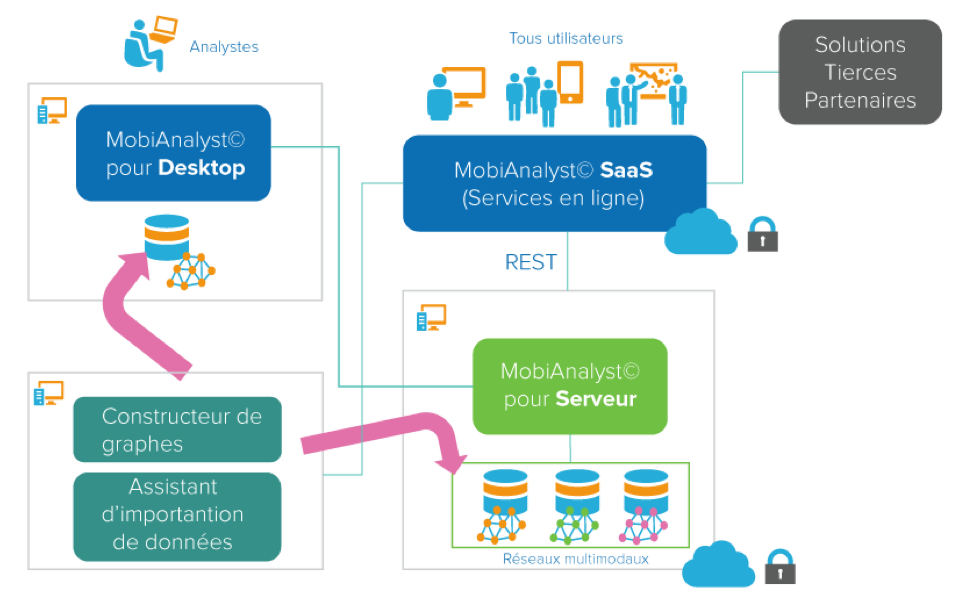 Analystes
Tous utilisateurs
Solutions
Tierces
Partenaires
MobiAnalyst©
pour Desktop
MobiAnalyst© SaaS
(Services en ligne)
REST
MobiAnalyst©
pour Serveur
Constructeur de
graphes
Assistant
d'importantion
de données
Réseaux multimodaux